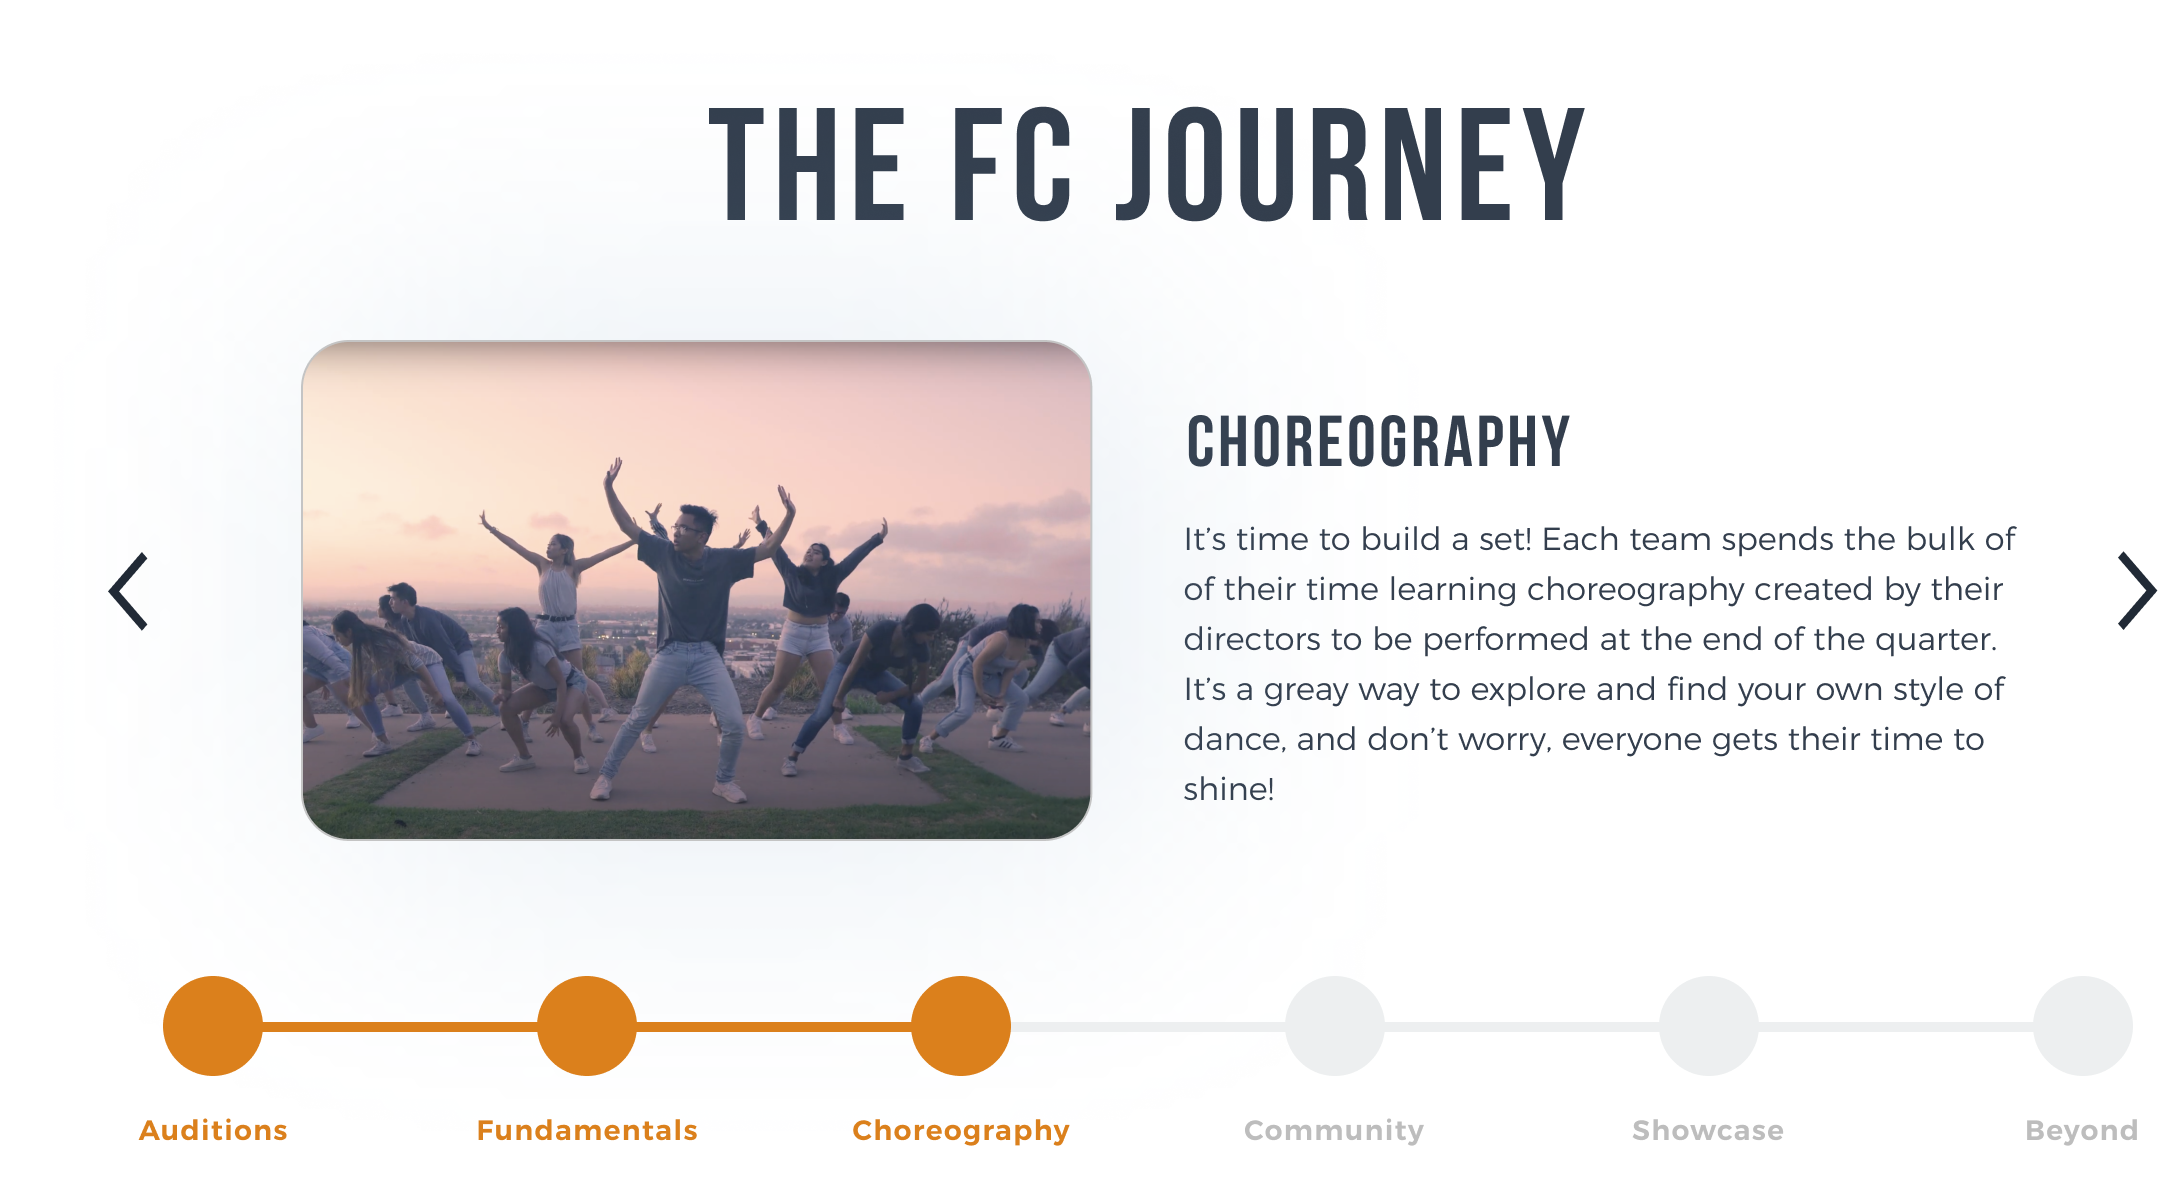 THE FC JOURNEY
CHOREOGRAPHY
It’s time to build a set! Each team spends the bulk of
of their time learning choreography created by their
directors to be performed at the end of the quarter.
It’s a greay way to explore and find your own style of
dance, and don’t worry, everyone gets their time to
shine!
Auditions
Fundamentals
Choreography
Community
Showcase
Beyond